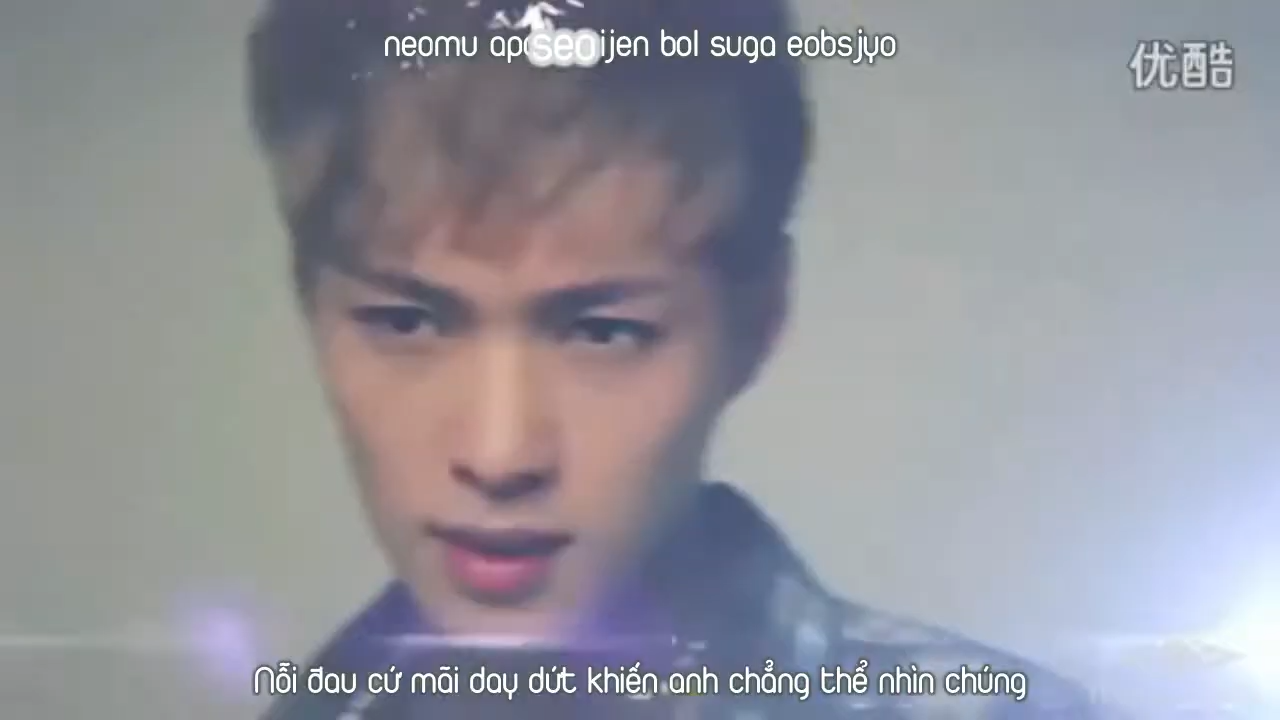 neomu apaseo ijen bol suga eobsjyo
优酷
Nỗi đau cứ mãi day dứt khiến anh chẳng thể nhìn chúng